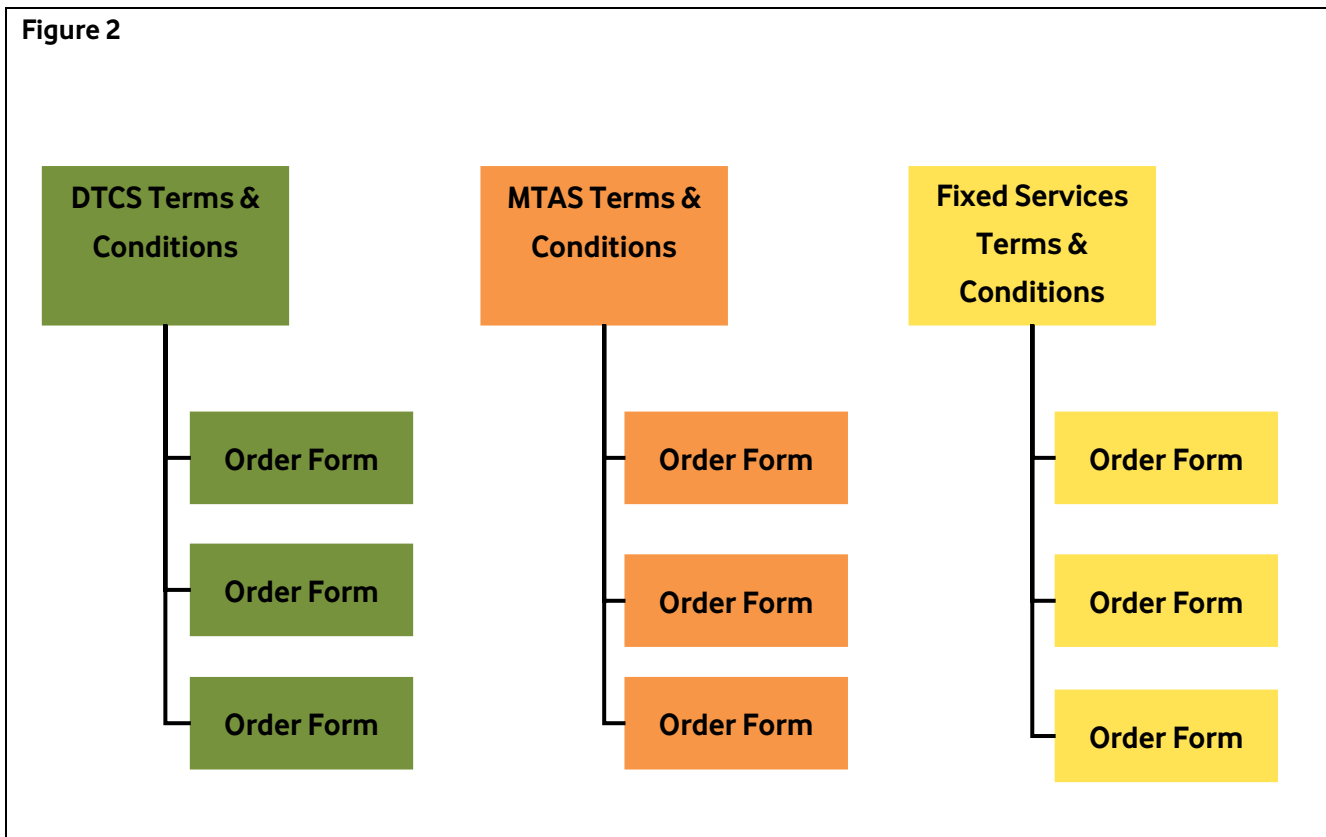 Figure 2
DTCS Terms &
Conditions
MTAS Terms &
Conditions
Fixed Services
Terms &
Conditions
Order Form
Order Form
Order Form
Order Form
Order Form
Order Form
Order Form
Order Form
Order Form